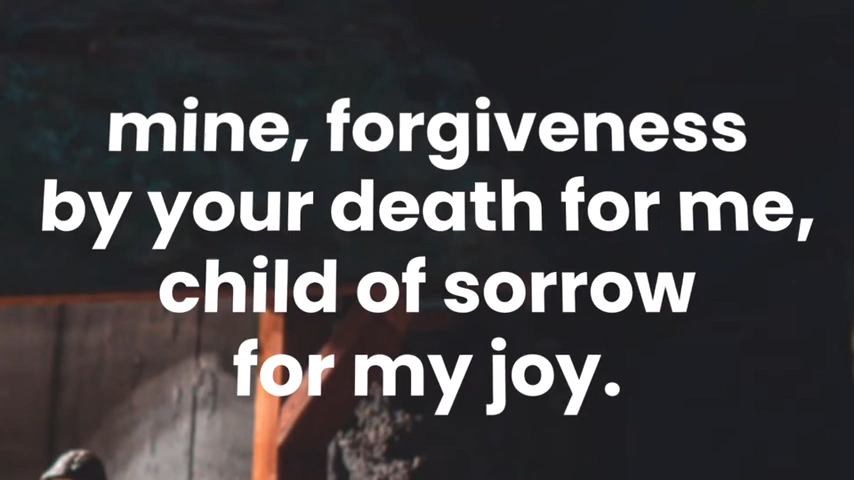 mine, forgiveness
by your death for me,
child of sorrow
for my joy.